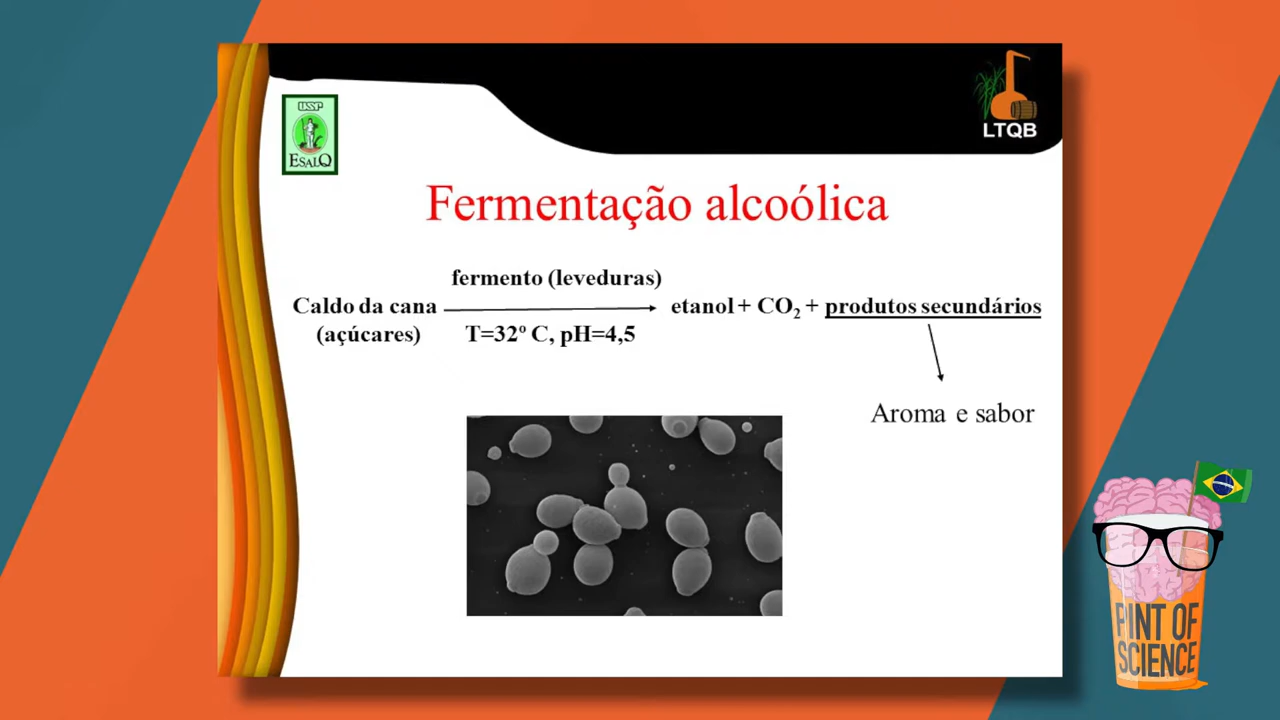 USP
ESALQ
LTQB
Fermentação alcoólica
fermento (leveduras)
Caldo da cana
etanol + CO₂ + produtos secundários
(açúcares)
T=32º C, pH=4,5
Aroma e sabor
PINT OF
SCIENCE